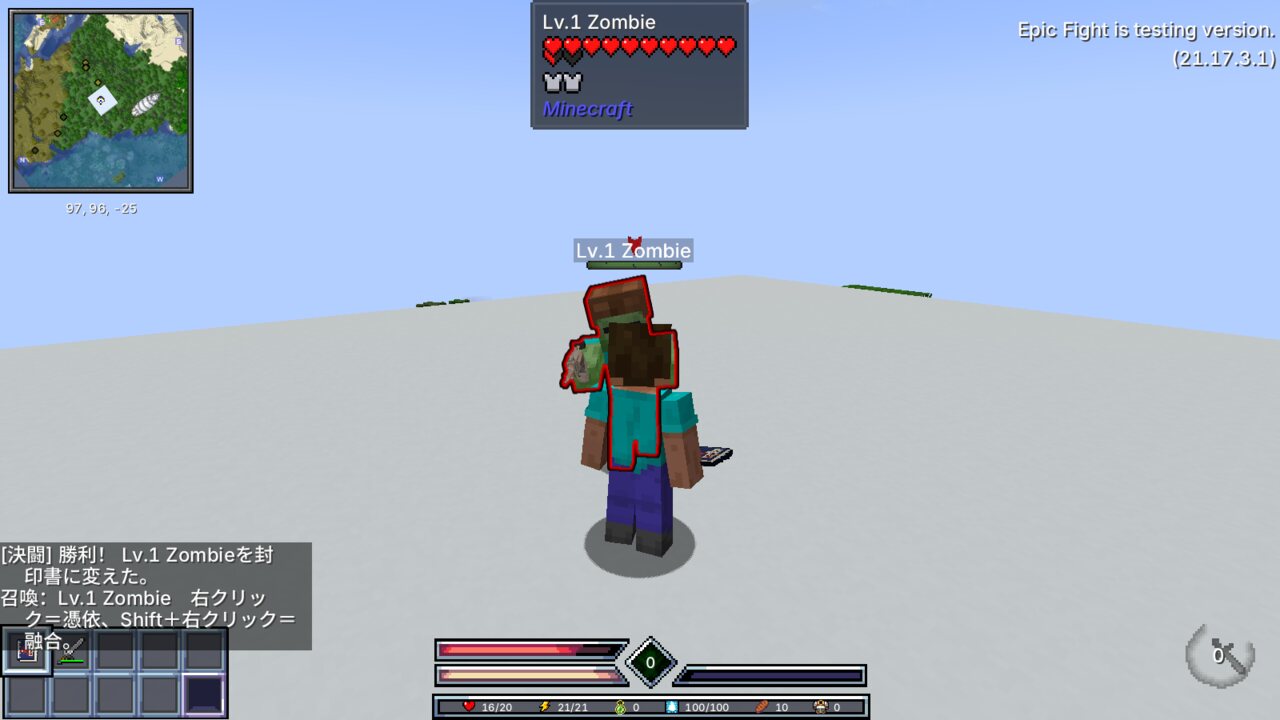 Lv.1 Zombie
Minecraft
Epic Fight is testing version.
(21.17.3.1)
E
N
W
97, 96, -25
Lv.1 Zombie
[決闘] 勝利! Lv.1 Zombieを封
印書に変えた。
召喚: Lv.1 Zombie 右クリッ
ク=憑依、Shift+右クリック=
融合。
0
0
16/20
21/21
0
100/100
10
0